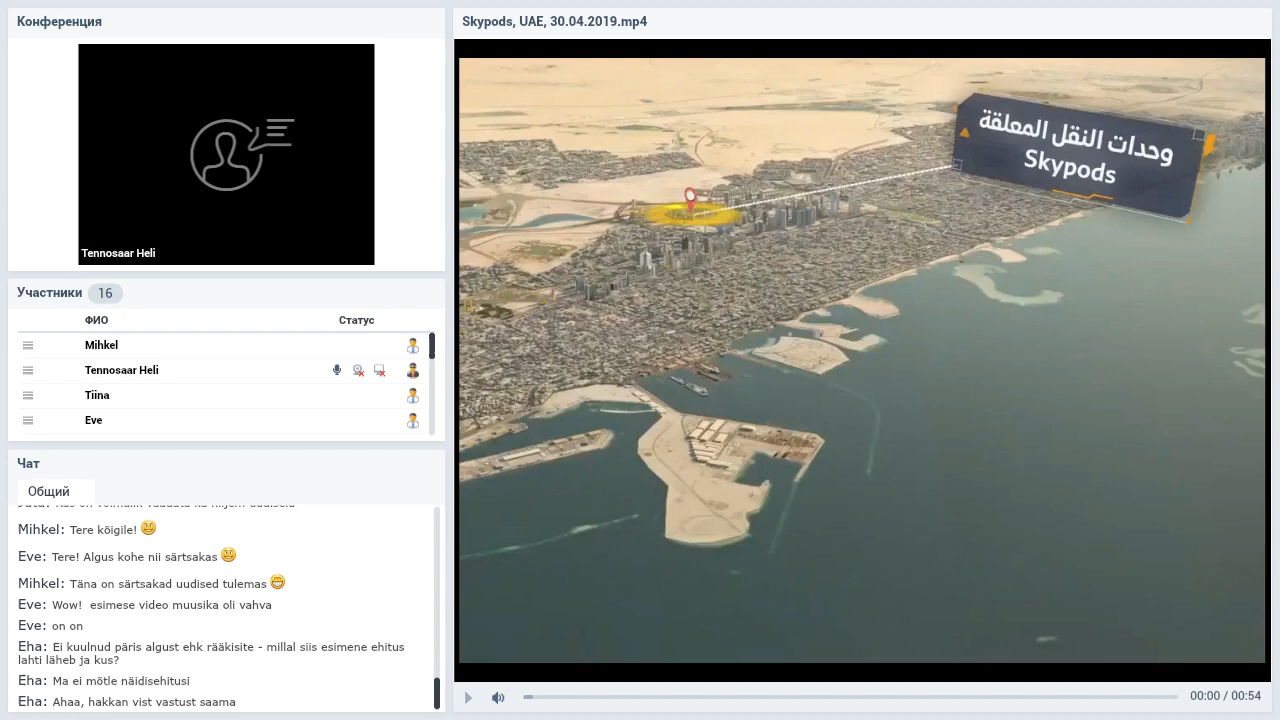 Конференция
Tennosaar Heli
Участники 16
ФИО Статус
Mihkel
Tennosaar Heli
Tiina
Eve
Чат
Общий
Mihkel: Tere kõigile!
Eve: Tere! Algus kohe nii särtsakas
Mihkel: Täna on särtsakad uudised tulemas
Eve: Wow! esimese video muusika oli vahva
Eve: on on
Eha: Ei kuulnud päris algust ehk rääkisite - millal siis esimene ehitus
lahti läheb ja kus?
Eha: Ma ei mõtle näidisehitusi
Eha: Ahaa, hakkan vist vastust saama
Skypods, UAE, 30.04.2019.mp4
وحدات النقل المعلقة
Skypods
00:00 / 00:54